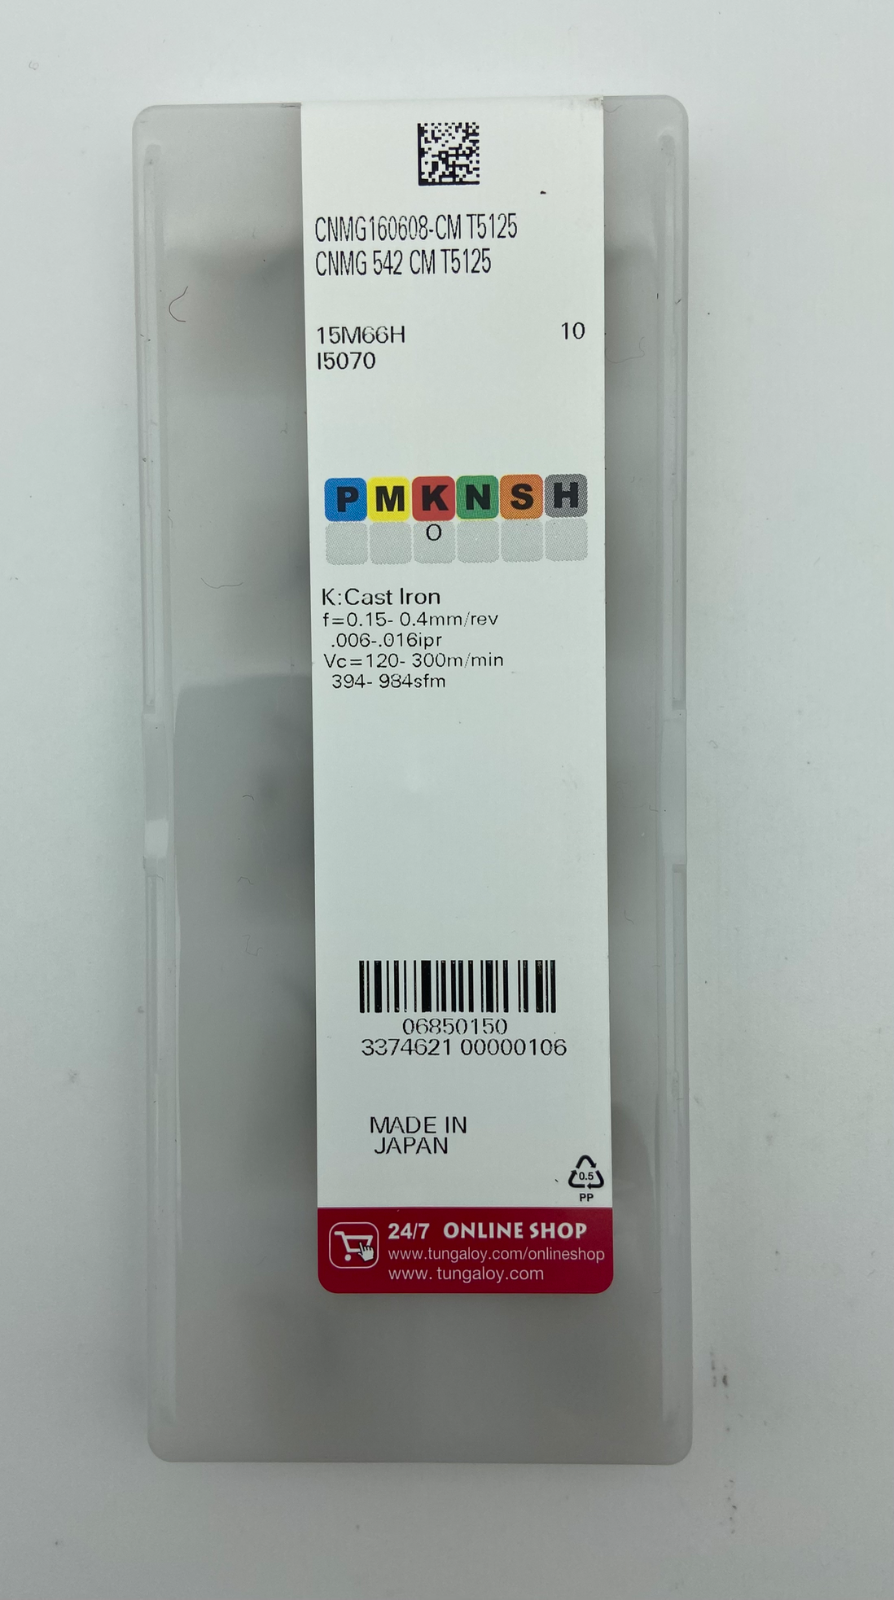 CNMG160608-CM T5125
CNMG 542 CM T5125
15M66H 10
I5070
P M K N S H
O
K:Cast Iron
f=0.15- 0.4mm/rev
.006-.016ipr
Vc=120- 300m/min
394- 984sfm
06850150
3374621 00000106
MADE IN
JAPAN
0.5
PP
24/7 ONLINE SHOP
www.tungaloy.com/onlineshop
www. tungaloy.com